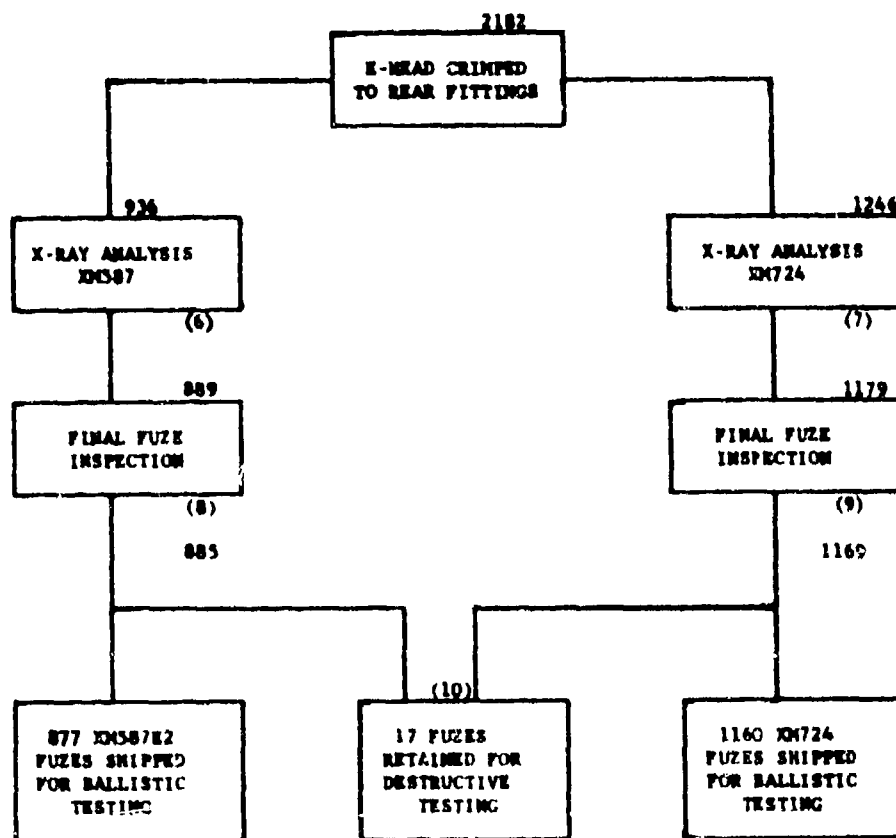 2182
E-HEAD CRIMPED
TO REAR FITTINGS
936
1246
X-RAY ANALYSIS
XM587
X-RAY ANALYSIS
XM724
(6)
(7)
889
1179
FINAL FUZE
INSPECTION
FINAL FUZE
INSPECTION
(8)
(9)
885
1169
(10)
877 XM587E2
FUZES SHIPPED
FOR BALLISTIC
TESTING
17 FUZES
RETAINED FOR
DESTRUCTIVE
TESTING
1160 XM724
FUZES SHIPPED
FOR BALLISTIC
TESTING